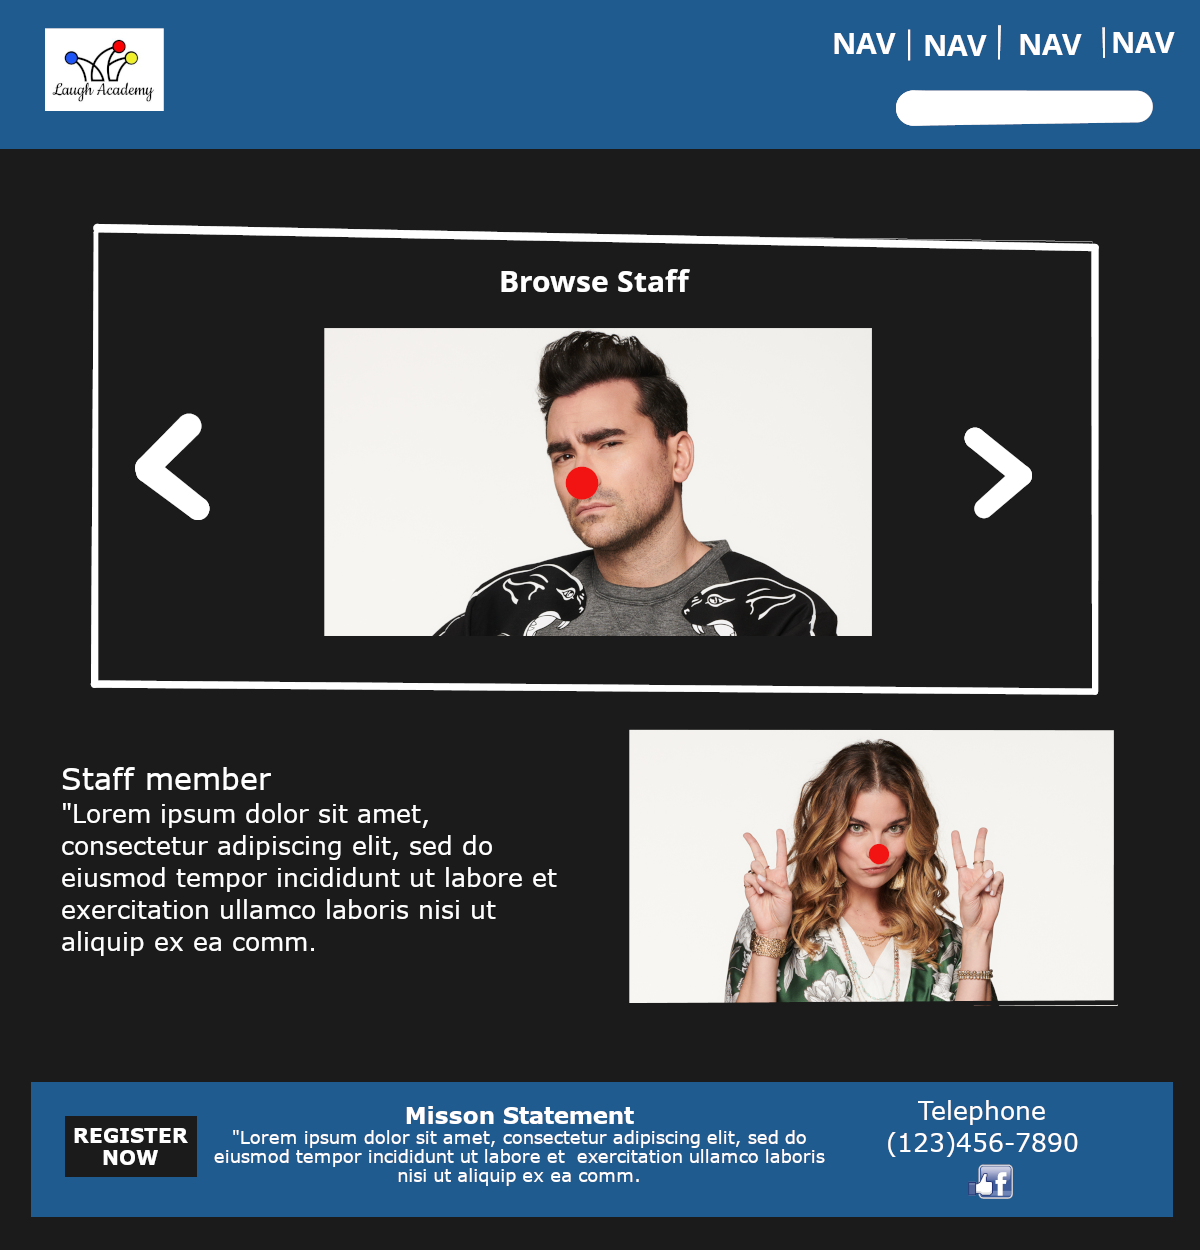 Laugh Academy
NAV | NAV | NAV | NAV
Browse Staff
Staff member
"Lorem ipsum dolor sit amet,
consectetur adipiscing elit, sed do
eiusmod tempor incididunt ut labore et
exercitation ullamco laboris nisi ut
aliquip ex ea comm.
REGISTER
NOW
Misson Statement
"Lorem ipsum dolor sit amet, consectetur adipiscing elit, sed do
eiusmod tempor incididunt ut labore et  exercitation ullamco laboris
nisi ut aliquip ex ea comm.
Telephone
(123)456-7890
f